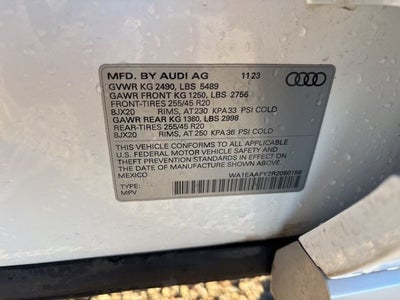 MFD. BY AUDI AG 11 23
GVWR KG 2490, LBS 5489
GAWR FRONT KG 1250, LBS 2756
FRONT-TIRES 255/45 R20
8JX20 RIMS, AT 230 KPA 33 PSI COLD
GAWR REAR KG 1360, LBS 2998
REAR-TIRES 255/45 R20
8JX20 RIMS, AT 250 KPA 36 PSI COLD
THIS VEHICLE CONFORMS TO ALL APPLICABLE
U.S. FEDERAL MOTOR VEHICLE SAFETY AND
THEFT PREVENTION STANDARDS IN EFFECT ON
THE DATE OF MANUFACTURE SHOWN ABOVE.
MEXICO WA1EAAFY2R2050156
TYPE:
MPV